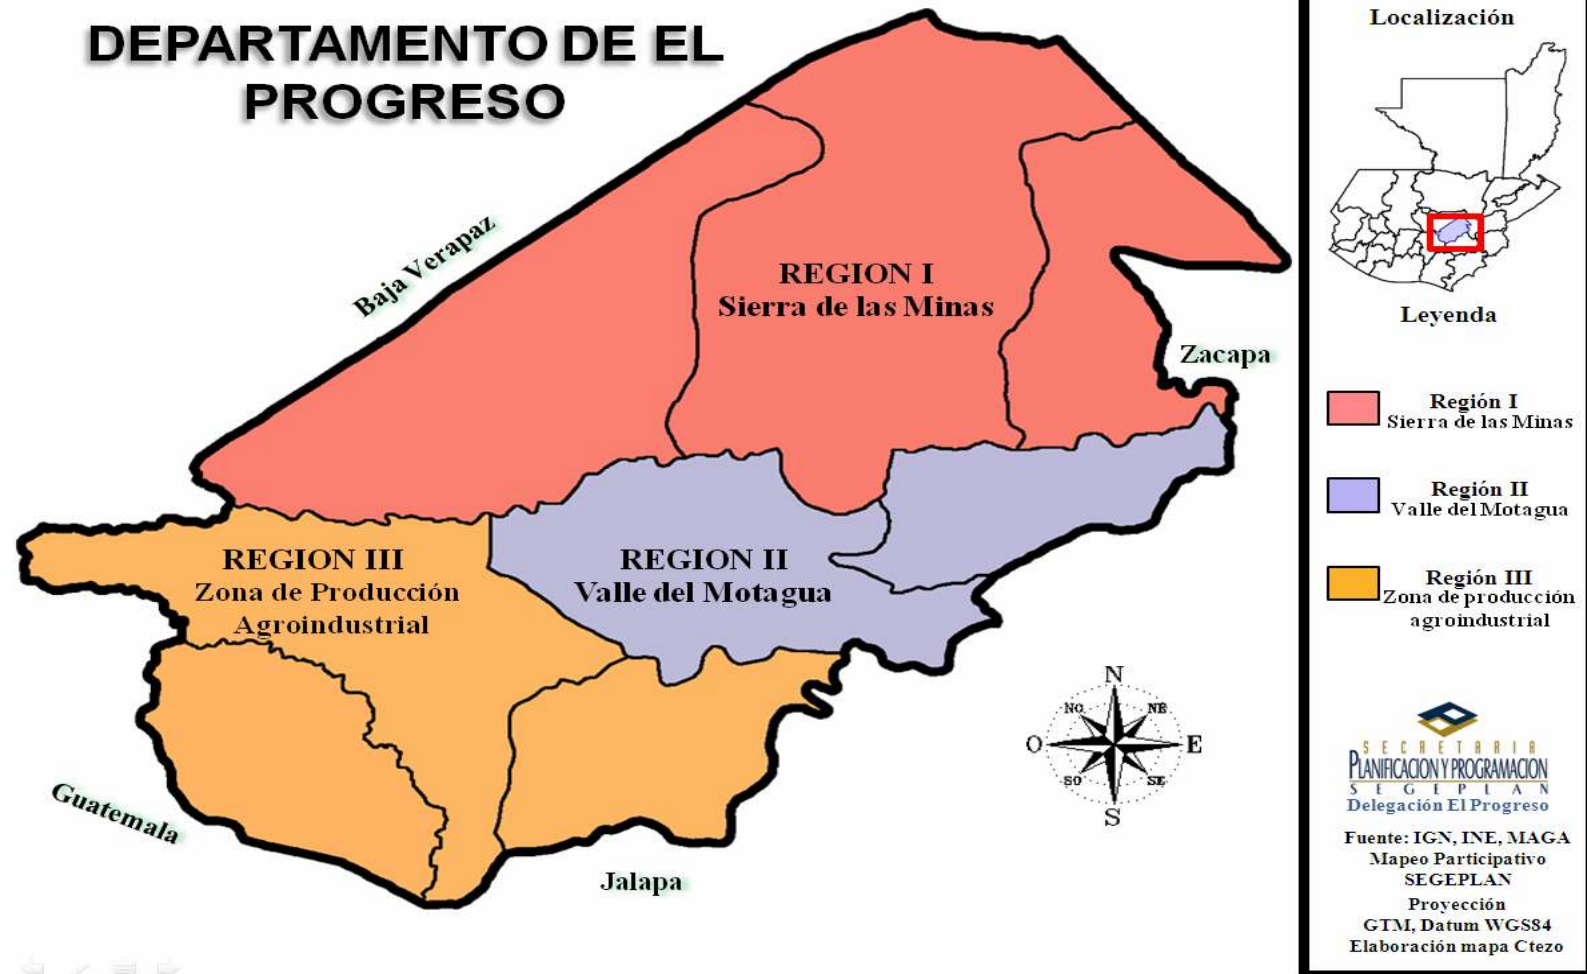 DEPARTAMENTO DE EL
PROGRESO
Baja Verapaz
REGION I
Sierra de las Minas
Zacapa
REGION III
Zona de Producción
Agroindustrial
REGION II
Valle del Motagua
Guatemala
Jalapa
N
NO
NE
O
E
SO
SE
S
Localización
Leyenda
Región I
Sierra de las Minas
Región II
Valle del Motagua
Región III
Zona de producción
agroindustrial
SECRETARIA
PLANIFICACION Y PROGRAMACION
SEGEPLAN
Delegación El Progreso
Fuente: IGN, INE, MAGA
Mapeo Participativo
SEGEPLAN
Proyección
GTM, Datum WGS84
Elaboración mapa Ctezo